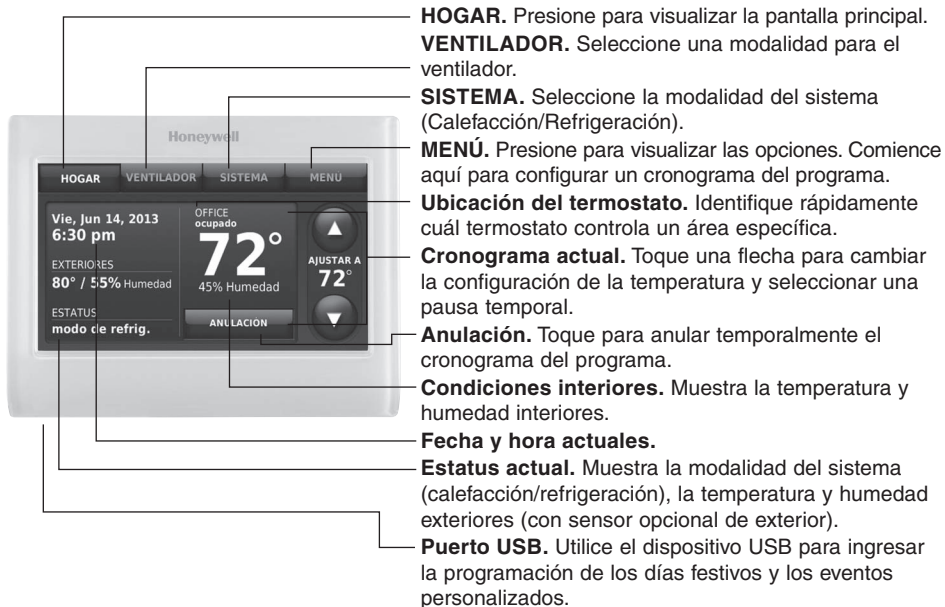 Honeywell
HOGAR
VENTILADOR
SISTEMA
MENÚ
Vie, Jun 14, 2013
6:30 pm
EXTERIORES
80° / 55% Humedad
ESTATUS
modo de refrig.
OFFICE
ocupado
72°
45% Humedad
ANULACIÓN
AJUSTAR A
72°
HOGAR. Presione para visualizar la pantalla principal.
VENTILADOR. Seleccione una modalidad para el
ventilador.
SISTEMA. Seleccione la modalidad del sistema
(Calefacción/Refrigeración).
MENÚ. Presione para visualizar las opciones. Comience
aquí para configurar un cronograma del programa.
Ubicación del termostato. Identifique rápidamente
cuál termostato controla un área específica.
Cronograma actual. Toque una flecha para cambiar
la configuración de la temperatura y seleccionar una
pausa temporal.
Anulación. Toque para anular temporalmente el
cronograma del programa.
Condiciones interiores. Muestra la temperatura y
humedad interiores.
Fecha y hora actuales.
Estatus actual. Muestra la modalidad del sistema
(calefacción/refrigeración), la temperatura y humedad
exteriores (con sensor opcional de exterior).
Puerto USB. Utilice el dispositivo USB para ingresar
la programación de los días festivos y los eventos
personalizados.